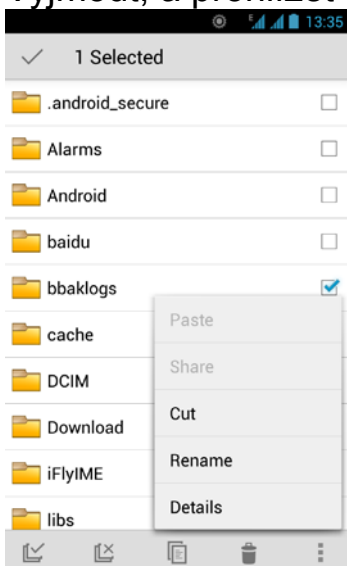 13:35
1 Selected
.android_secure
Alarms
Android
baidu
bbaklogs
cache
Paste
DCIM
Share
Download
Cut
iFlyIME
Rename
libs
Details